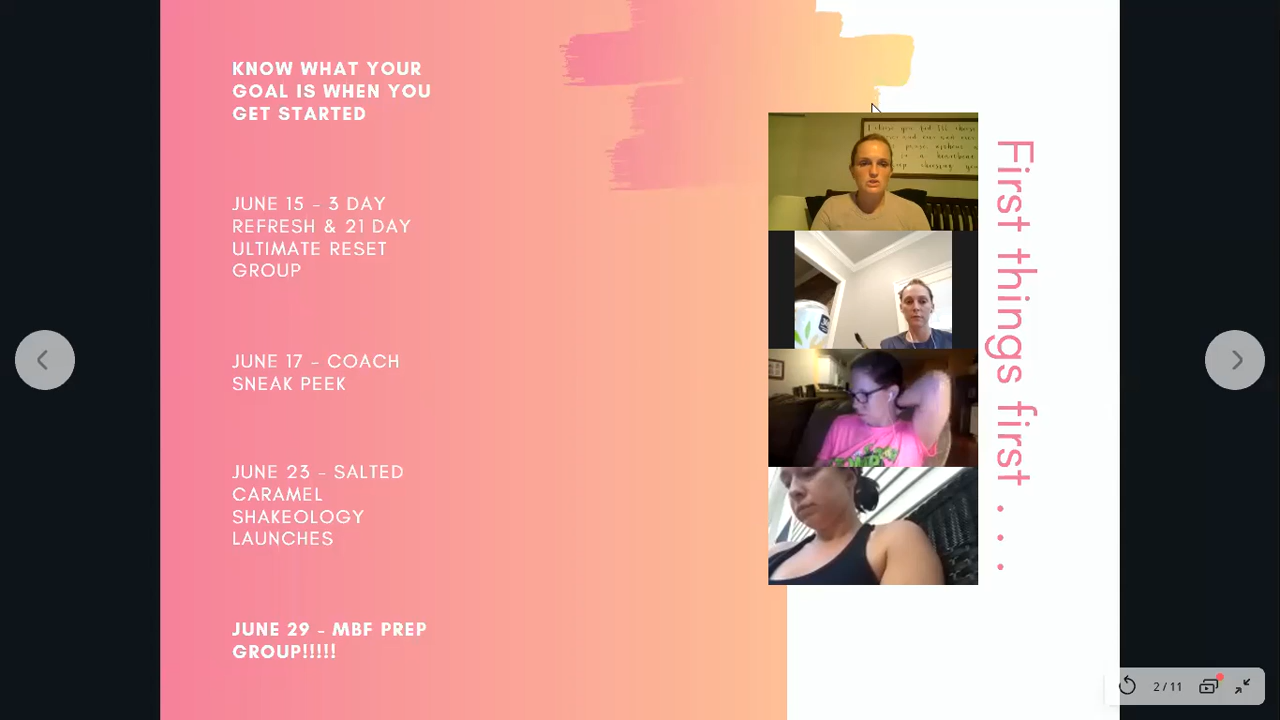 KNOW WHAT YOUR
GOAL IS WHEN YOU
GET STARTED
JUNE 15 - 3 DAY
REFRESH & 21 DAY
ULTIMATE RESET
GROUP
JUNE 17 - COACH
SNEAK PEEK
JUNE 23 - SALTED
CARAMEL
SHAKEOLOGY
LAUNCHES
JUNE 29 - MBF PREP
GROUP!!!!!
First things first . . .
2 / 11